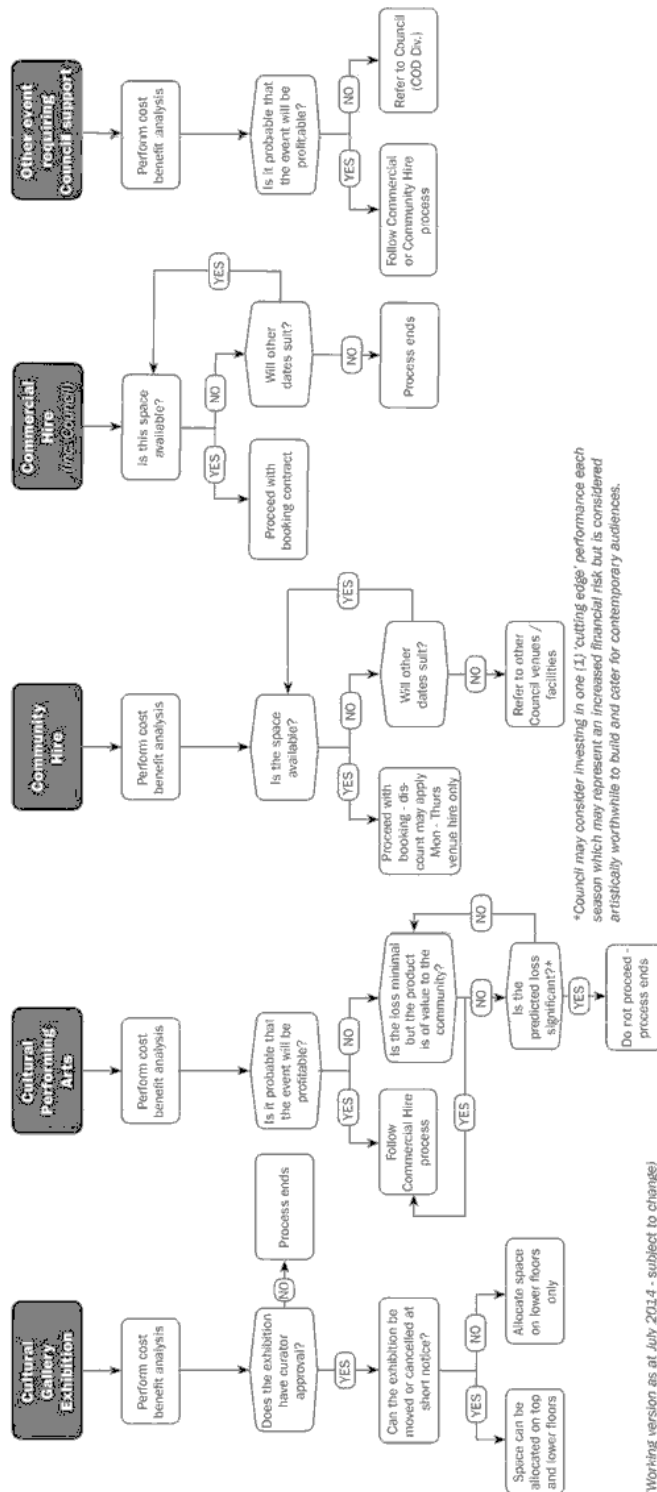 Cultural
Gallery
Exhibition
Perform cost
benefit analysis
Does the exhibition
have curator
approval?
NO
Process ends
YES
Can the exhibition be
moved or cancelled at
short notice?
YES
NO
Space can be
allocated on top
and lower floors
Allocate space
on lower floors
only
Cultural
Performing
Arts
Perform cost
benefit analysis
Is it probable that
the event will be
profitable?
YES
NO
Follow
Commercial Hire
process
Is the loss minimal
but the product
is of value to the
community?
YES
NO
NO
Is the
predicted loss
significant?*
YES
Do not proceed -
process ends
Community
Hire
Perform cost
benefit analysis
Is the space
available?
YES
NO
YES
Proceed with
booking - dis-
count may apply
Mon - Thurs
venue hire only
Will other
dates suit?
NO
Refer to other
Council venues /
facilities
Commercial
Hire
(inc. Council)
Is this space
available?
YES
NO
YES
Proceed with
booking contract
Will other
dates suit?
NO
Process ends
Other event
requiring
Council support
Perform cost
benefit analysis
Is it probable that
the event will be
profitable?
YES
NO
Follow Commercial
or Community Hire
process
Refer to Council
(COD Div.)
*Council may consider investing in one (1) 'cutting edge' performance each
season which may represent an increased financial risk but is considered
artistically worthwhile to build and cater for contemporary audiences.
(Working version as at July 2014 - subject to change)